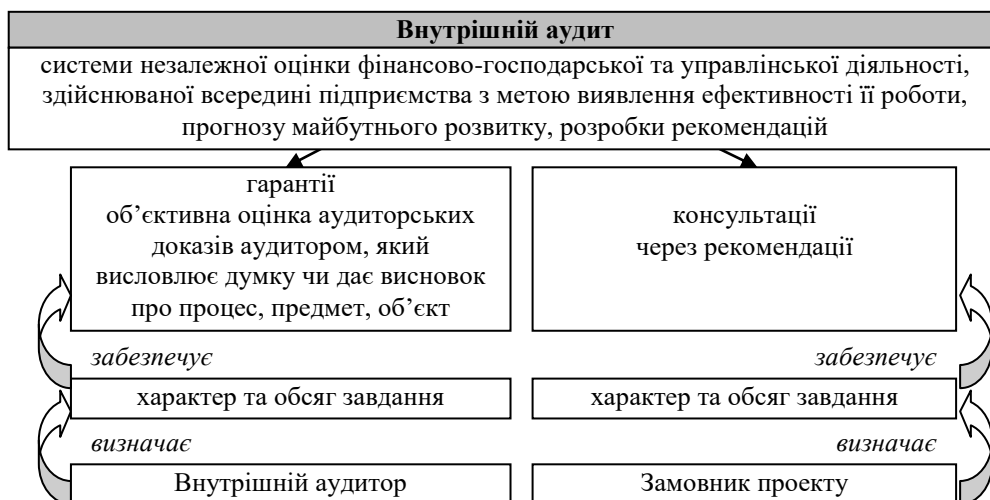 Внутрішній аудит
системи незалежної оцінки фінансово-господарської та управлінської діяльності,
здійснюваної всередині підприємства з метою виявлення ефективності її роботи,
прогнозу майбутнього розвитку, розробки рекомендацій
гарантії
об’єктивна оцінка аудиторських
доказів аудитором, який
висловлює думку чи дає висновок
про процес, предмет, об’єкт
консультації
через рекомендації
забезпечує
забезпечує
характер та обсяг завдання
характер та обсяг завдання
визначає
визначає
Внутрішній аудитор
Замовник проекту